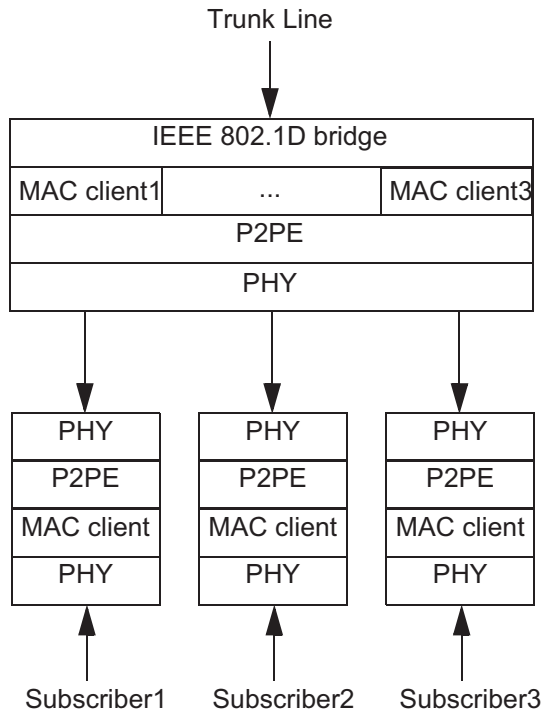 Trunk Line
IEEE 802.1D bridge
MAC client1 ... MAC client3
P2PE
PHY
PHY PHY PHY
P2PE P2PE P2PE
MAC client MAC client MAC client
PHY PHY PHY
Subscriber1 Subscriber2 Subscriber3